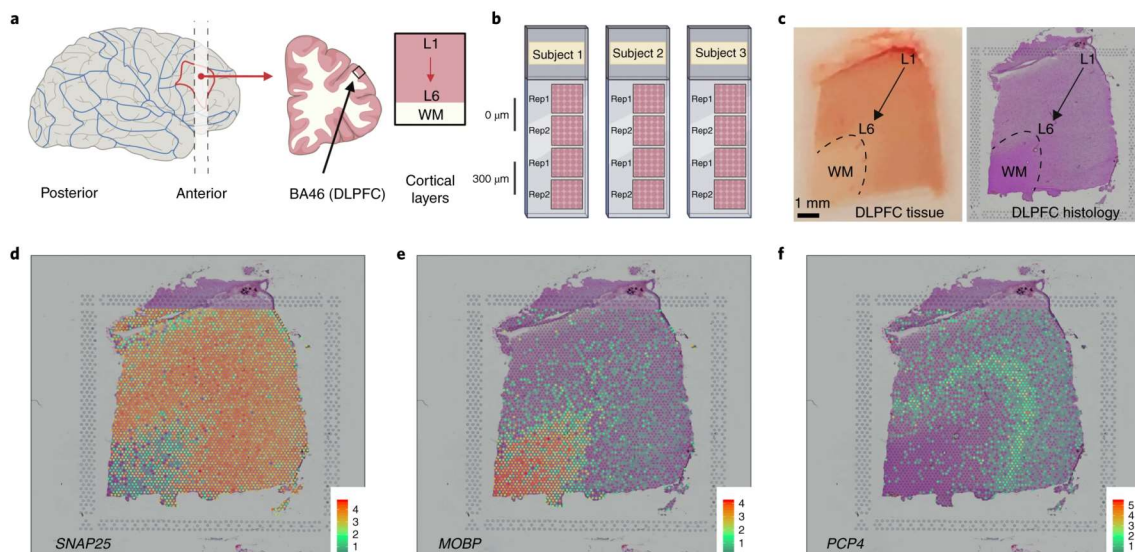 a
Posterior
Anterior
BA46 (DLPFC)
L1
L6
WM
Cortical
layers
b
Subject 1
Subject 2
Subject 3
0 µm
300 µm
Rep1
Rep2
Rep1
Rep2
Rep1
Rep2
Rep1
Rep2
Rep1
Rep2
Rep1
Rep2
c
L1
L6
WM
1 mm
DLPFC tissue
L1
L6
WM
DLPFC histology
d
SNAP25
4
3
2
1
e
MOBP
4
3
2
1
f
PCP4
5
4
3
2
1